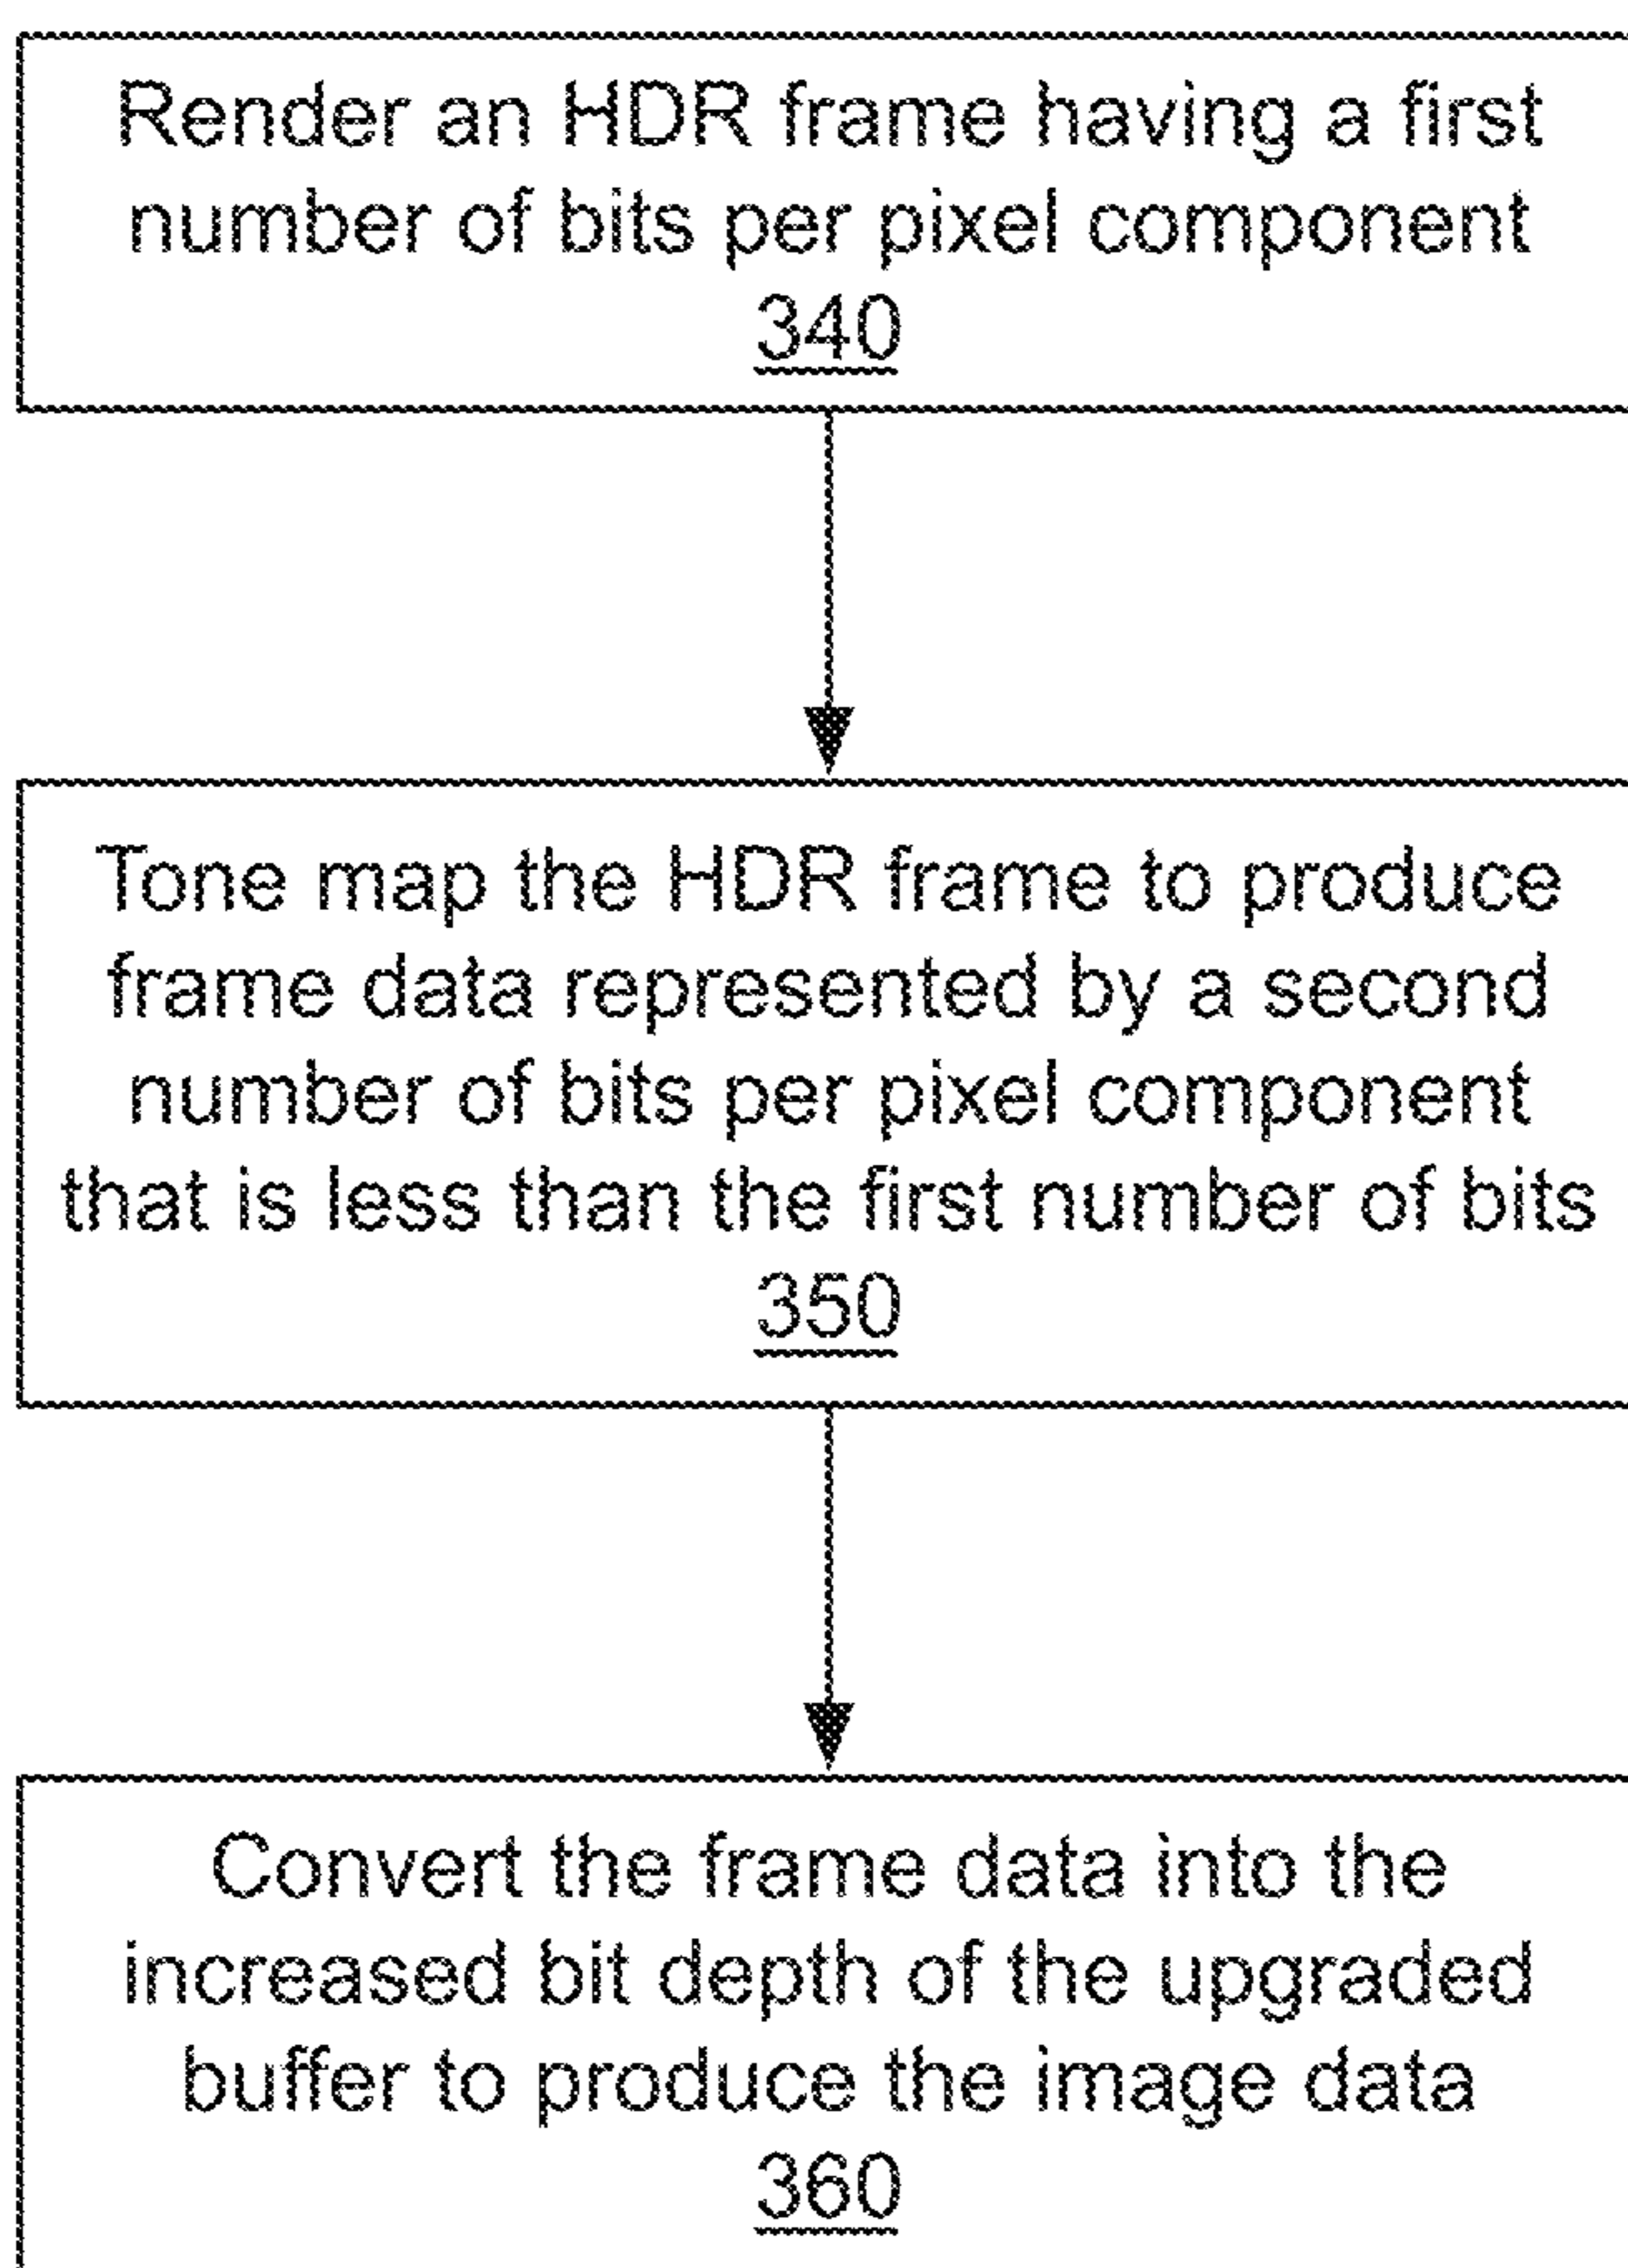 Render an HDR frame having a first
number of bits per pixel component
340
Tone map the HDR frame to produce
frame data represented by a second
number of bits per pixel component
that is less than the first number of bits
350
Convert the frame data into the
increased bit depth of the upgraded
buffer to produce the image data
360